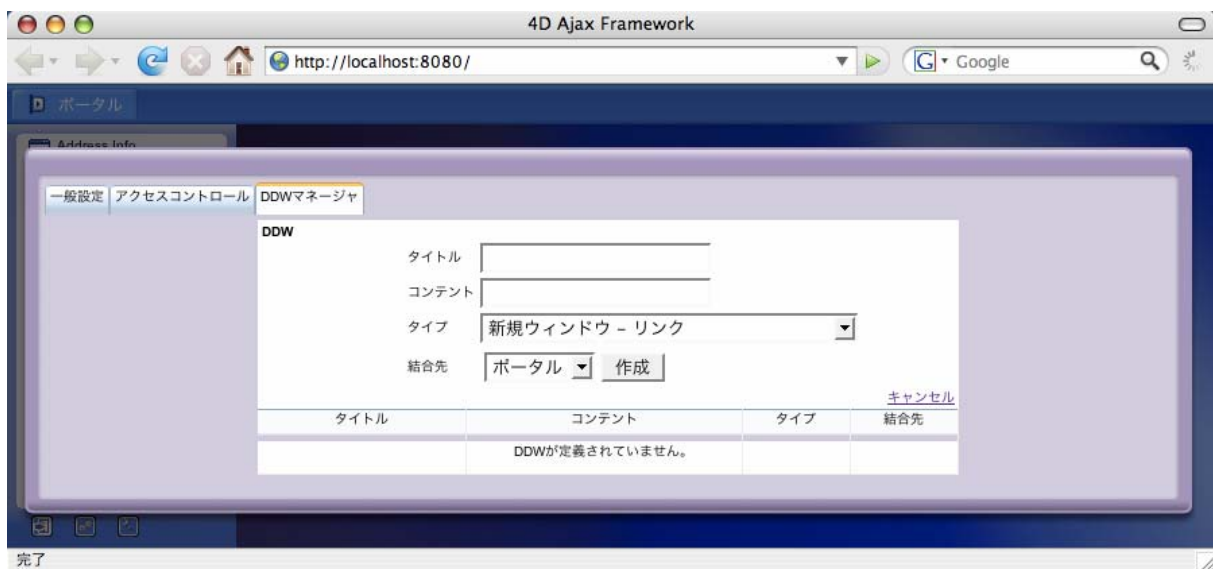 4D Ajax Framework
http://localhost:8080/
G Google
D ポータル
Address Info
一般設定 アクセスコントロール DDWマネージャ
DDW
タイトル
コンテント
タイプ 新規ウィンドウ – リンク
結合先 ポータル 作成
キャンセル
タイトル コンテント タイプ 結合先
DDWが定義されていません。
完了